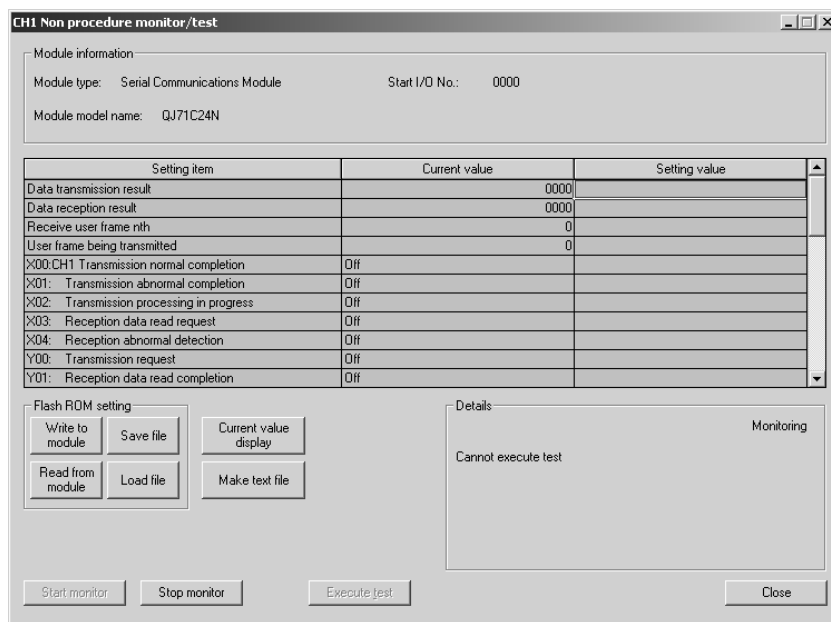 CH1 Non procedure monitor/test
Module information
Module type: Serial Communications Module Start I/O No.: 0000
Module model name: QJ71C24N
Setting item Current value Setting value
Data transmission result 0000
Data reception result 0000
Receive user frame nth 0
User frame being transmitted 0
X00:CH1 Transmission normal completion Off
X01: Transmission abnormal completion Off
X02: Transmission processing in progress Off
X03: Reception data read request Off
X04: Reception abnormal detection Off
Y00: Transmission request Off
Y01: Reception data read completion Off
Flash ROM setting
Write to module
Save file
Current value display
Read from module
Load file
Make text file
Details
Monitoring
Cannot execute test
Start monitor Stop monitor Execute test Close